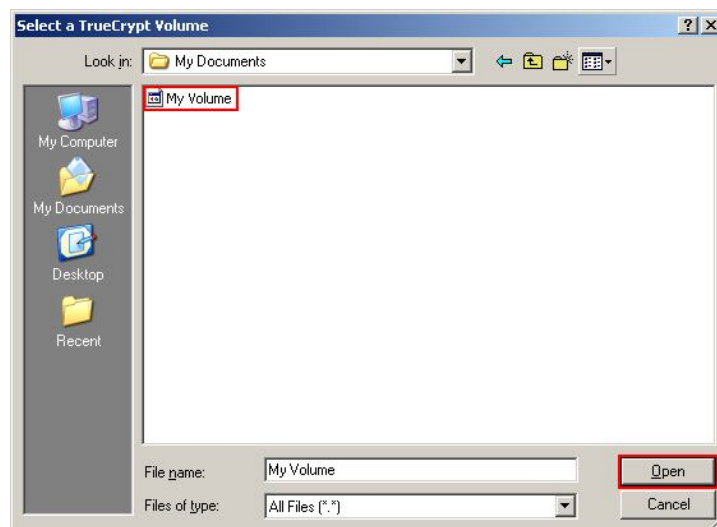 Select a TrueCrypt Volume
Look in: My Documents
My Volume
My Computer
My Documents
Desktop
Recent
File name: My Volume Open
Files of type: All Files (*.*) Cancel